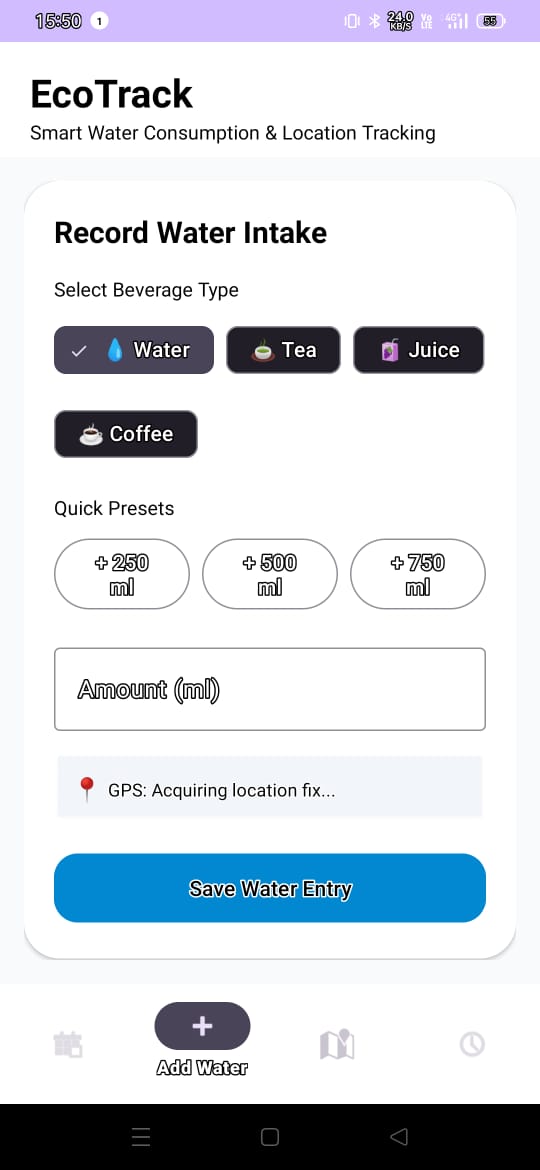 15:50 1 24.0 KB/S Vo LTE 4G+ 55
EcoTrack
Smart Water Consumption & Location Tracking
Record Water Intake
Select Beverage Type
Water Tea Juice
Coffee
Quick Presets
+ 250 ml
+ 500 ml
+ 750 ml
Amount (ml)
GPS: Acquiring location fix...
Save Water Entry
Add Water